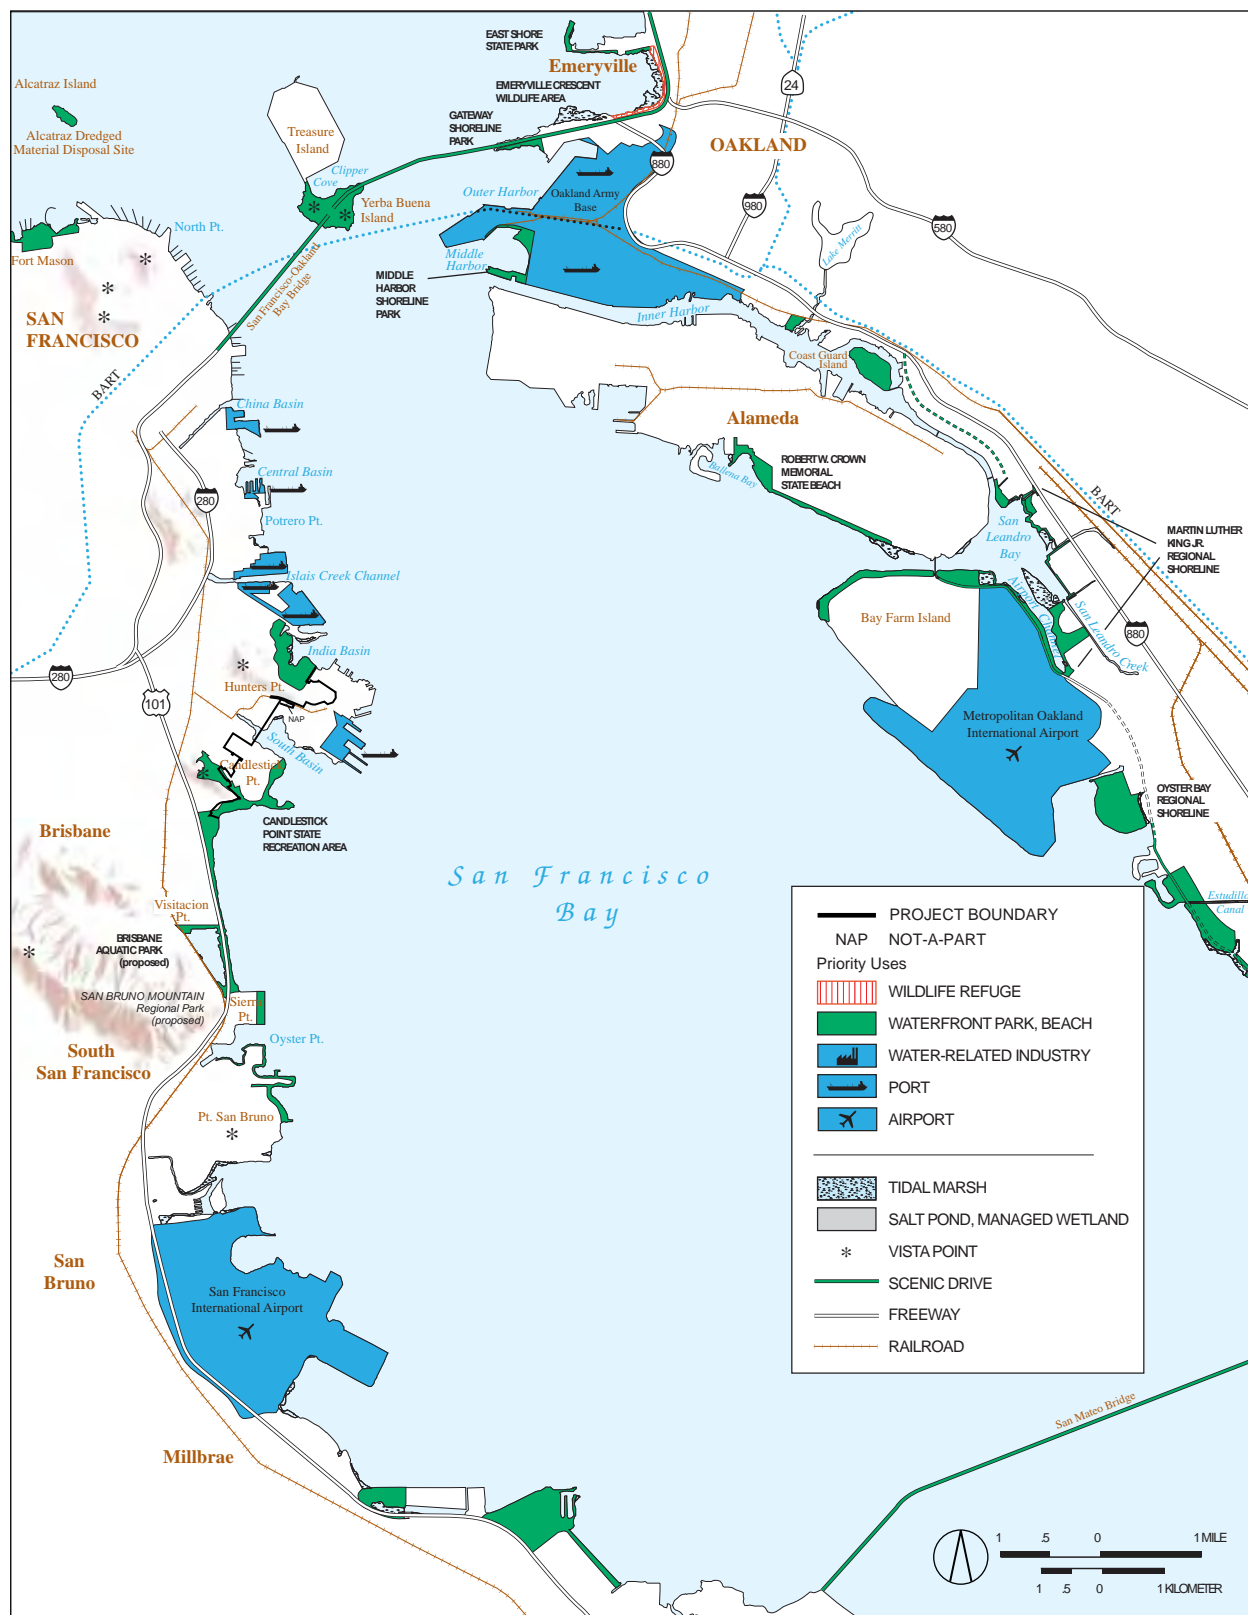 EAST SHORE
STATE PARK
Emeryville
EMERYVILLE CRESCENT
WILDLIFE AREA
GATEWAY
SHORELINE
PARK
24
OAKLAND
Alcatraz Island
Alcatraz Dredged
Material Disposal Site
Treasure
Island
Clipper
Cove
Yerba Buena
Island
Outer Harbor
Oakland Army
Base
880
980
580
Lake Merritt
North Pt.
Fort Mason
San Francisco-Oakland
Bay Bridge
Middle
Harbor
MIDDLE
HARBOR
SHORELINE
PARK
Inner Harbor
SAN
FRANCISCO
BART
Coast Guard
Island
China Basin
Alameda
Central Basin
280
Potrero Pt.
Ballena Bay
ROBERT W. CROWN
MEMORIAL
STATE BEACH
BART
San
Leandro
Bay
MARTIN LUTHER
KING JR.
REGIONAL
SHORELINE
Islais Creek Channel
Airport Channel
San Leandro Creek
880
Bay Farm Island
India Basin
280
101
Hunters Pt.
NAP
South Basin
Metropolitan Oakland
International Airport
Candlestick
Pt.
CANDLESTICK
POINT STATE
RECREATION AREA
OYSTER BAY
REGIONAL
SHORELINE
Brisbane
San Francisco
Bay
Estudillo
Canal
Visitacion
Pt.
BRISBANE
AQUATIC PARK
(proposed)
SAN BRUNO MOUNTAIN
Regional Park
(proposed)
Sierra
Pt.
Oyster Pt.
South
San Francisco
Pt. San Bruno
San
Bruno
San Francisco
International Airport
Millbrae
PROJECT BOUNDARY
NAP NOT-A-PART
Priority Uses
WILDLIFE REFUGE
WATERFRONT PARK, BEACH
WATER-RELATED INDUSTRY
PORT
AIRPORT
TIDAL MARSH
SALT POND, MANAGED WETLAND
* VISTA POINT
SCENIC DRIVE
FREEWAY
RAILROAD
San Mateo Bridge
1 .5 0 1 MILE
1 .5 0 1 KILOMETER